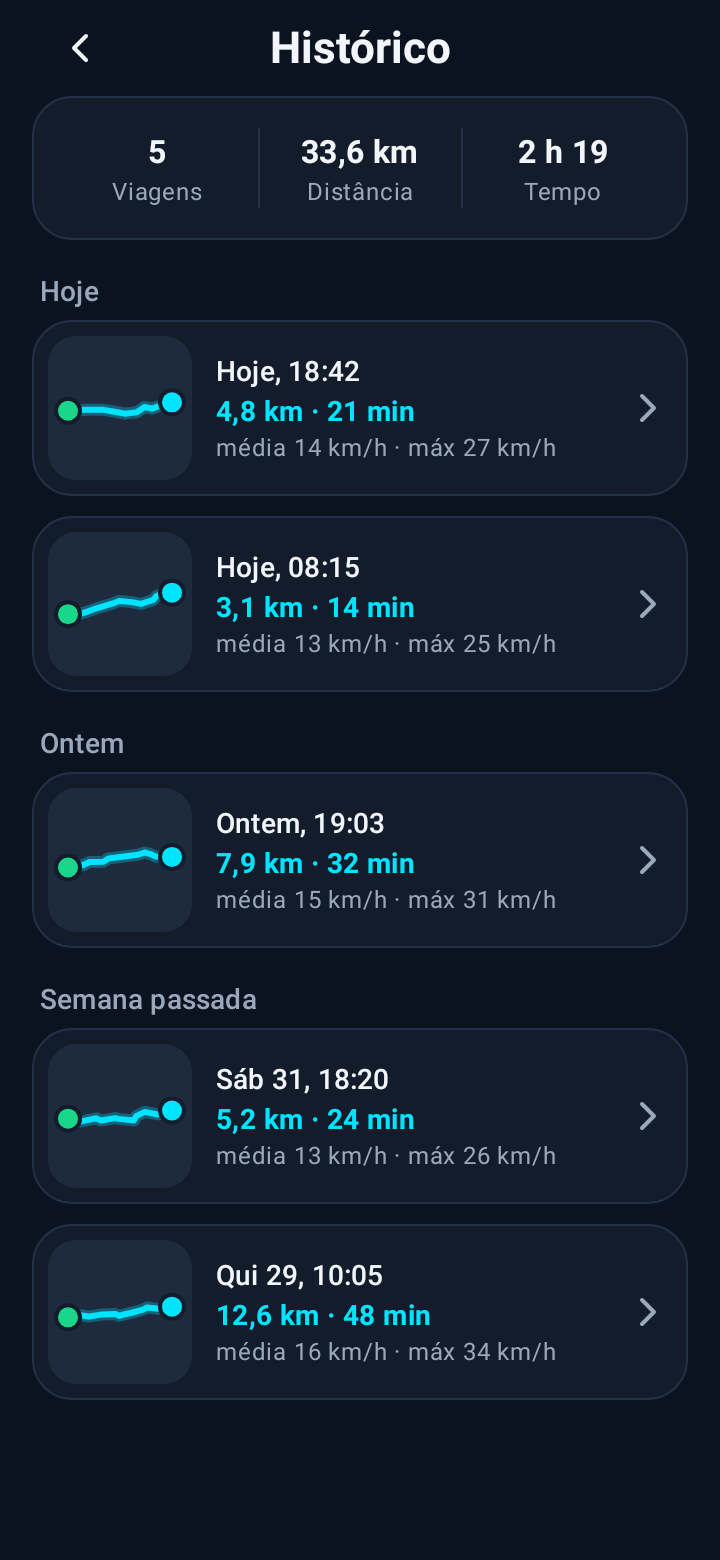 Histórico
5
Viagens
33,6 km
Distância
2 h 19
Tempo
Hoje
Hoje, 18:42
4,8 km · 21 min
média 14 km/h · máx 27 km/h
Hoje, 08:15
3,1 km · 14 min
média 13 km/h · máx 25 km/h
Ontem
Ontem, 19:03
7,9 km · 32 min
média 15 km/h · máx 31 km/h
Semana passada
Sáb 31, 18:20
5,2 km · 24 min
média 13 km/h · máx 26 km/h
Qui 29, 10:05
12,6 km · 48 min
média 16 km/h · máx 34 km/h